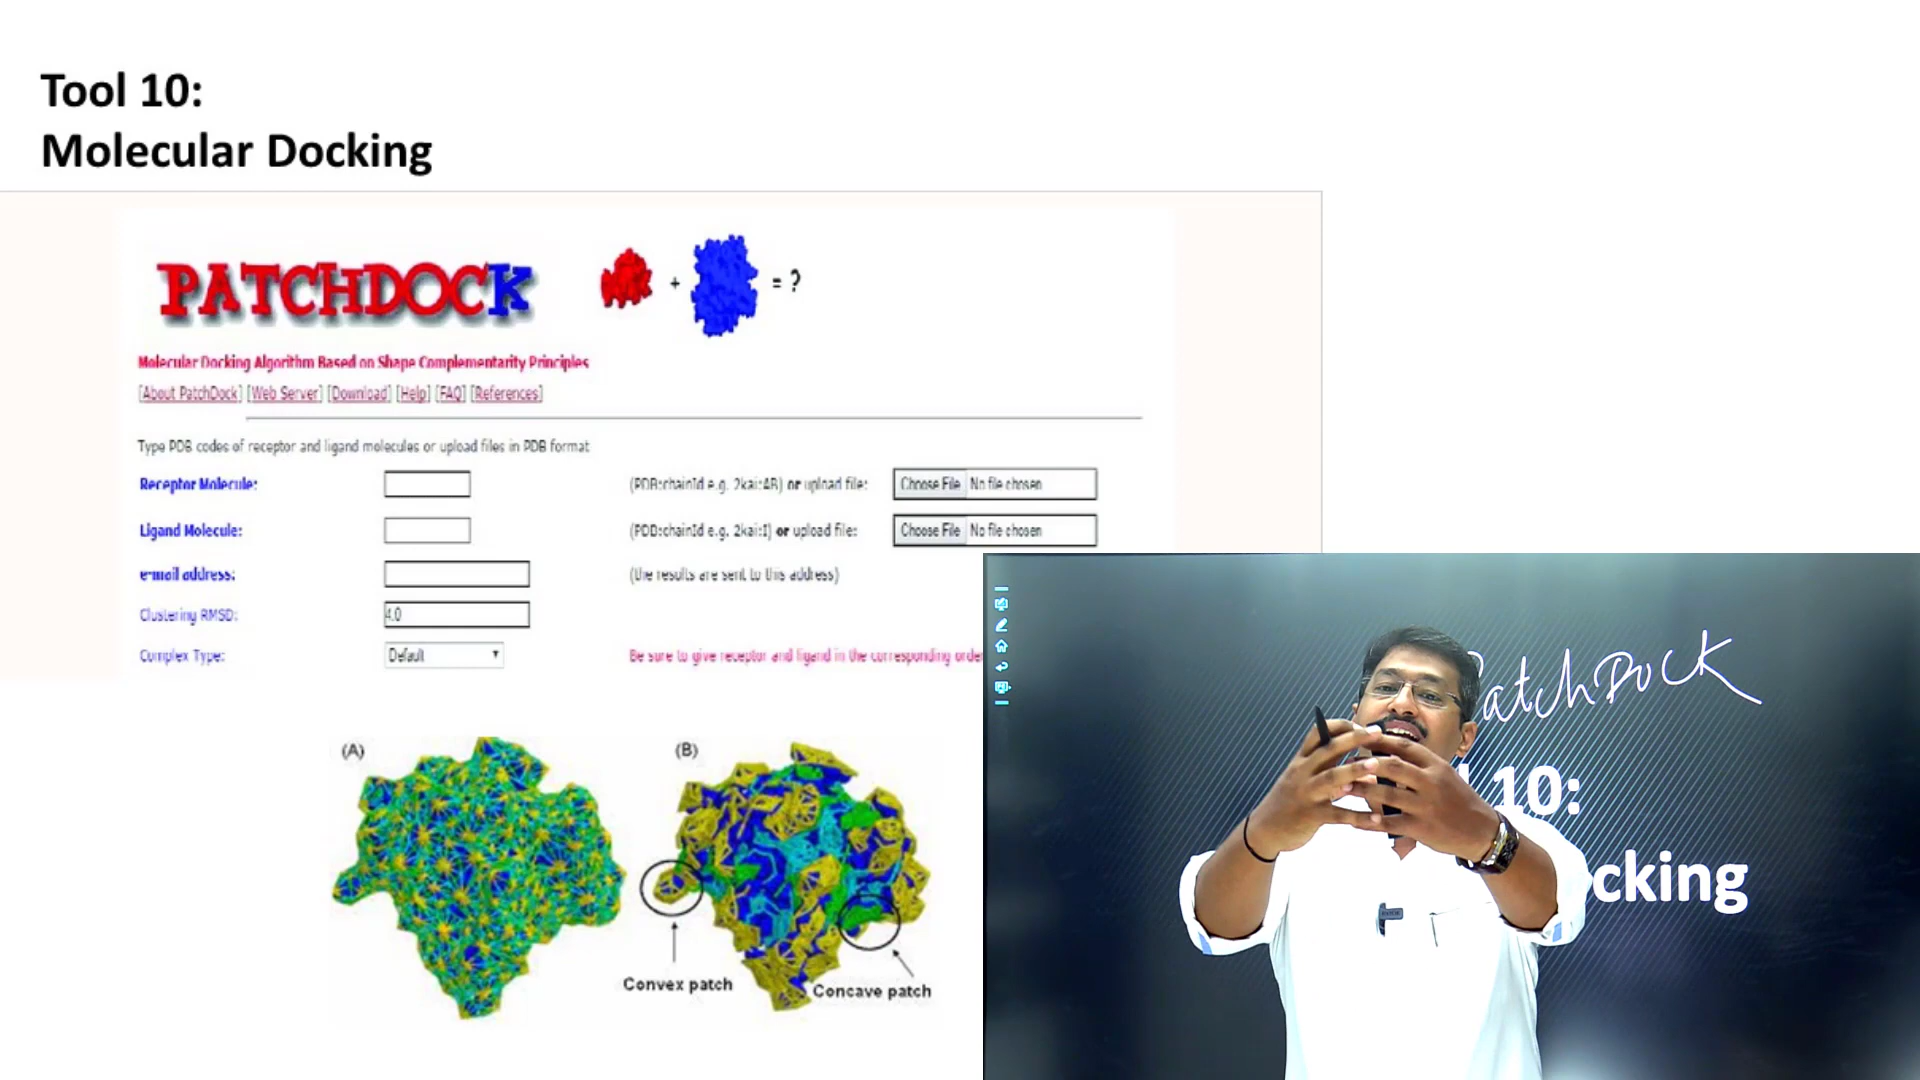 Tool 10:
Molecular Docking
PATCHDOCK
+ = ?
Molecular Docking Algorithm Based on Shape Complementarity Principles
[About PatchDock] [Web Server] [Download] [Help] [FAQ] [References]
Type PDB codes of receptor and ligand molecules or upload files in PDB format
Receptor Molecule: (PDB:chainId e.g. 2kai:AB) or upload file: Choose File No file chosen
Ligand Molecule: (PDB:chainId e.g. 2kai:I) or upload file: Choose File No file chosen
e-mail address: (the results are sent to this address)
Clustering RMSD: 4.0
Complex Type: Default Be sure to give receptor and ligand in the corresponding
(A) (B)
Convex patch
Concave patch
PatchDock
10:
cking